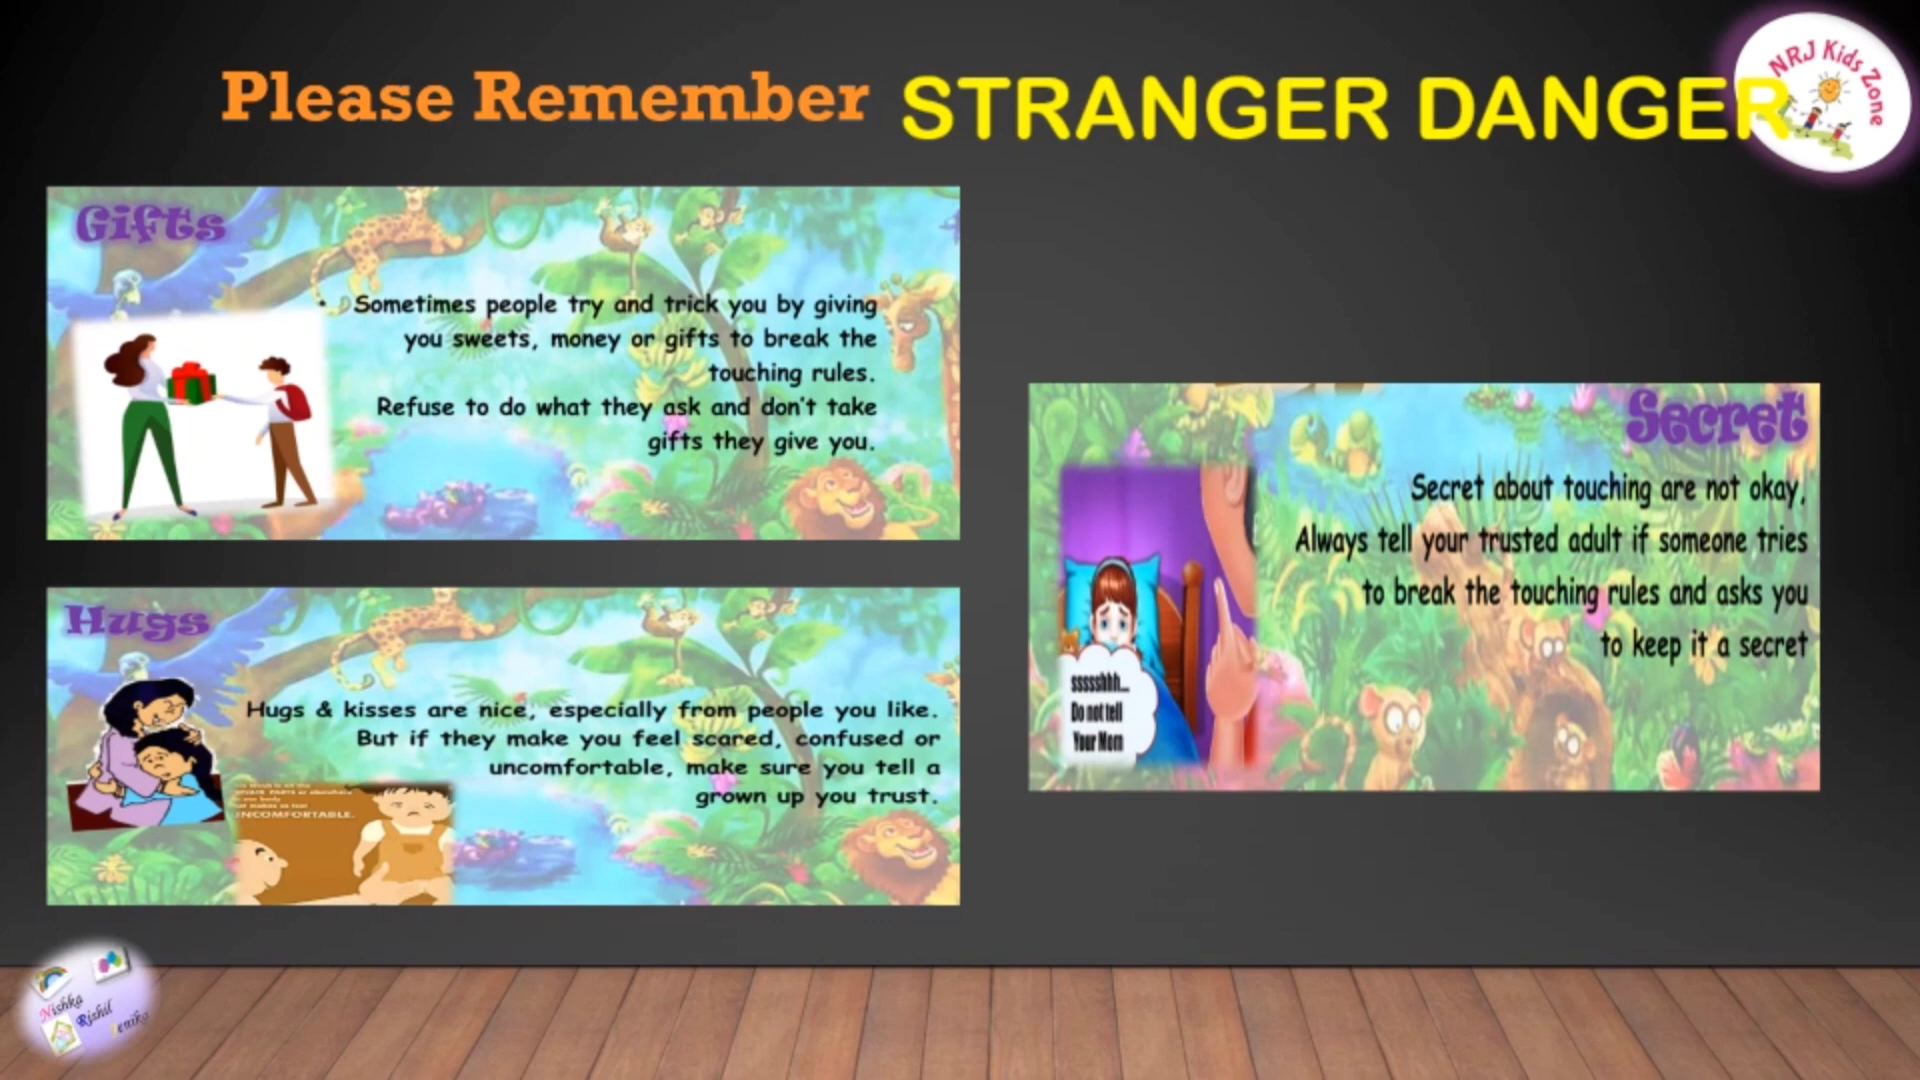 Please Remember STRANGER DANGER
NRJ Kids Zone
Gifts
Sometimes people try and trick you by giving
you sweets, money or gifts to break the
touching rules.
Refuse to do what they ask and don't take
gifts they give you.
Hugs
Hugs & kisses are nice, especially from people you like.
But if they make you feel scared, confused or
uncomfortable, make sure you tell a
grown up you trust.
PRIVATE PARTS or elsewhere
UNCOMFORTABLE.
Secret
Secret about touching are not okay,
Always tell your trusted adult if someone tries
to break the touching rules and asks you
to keep it a secret
ssssshhh...
Do not tell
Your Mom
Nishka
Rishil